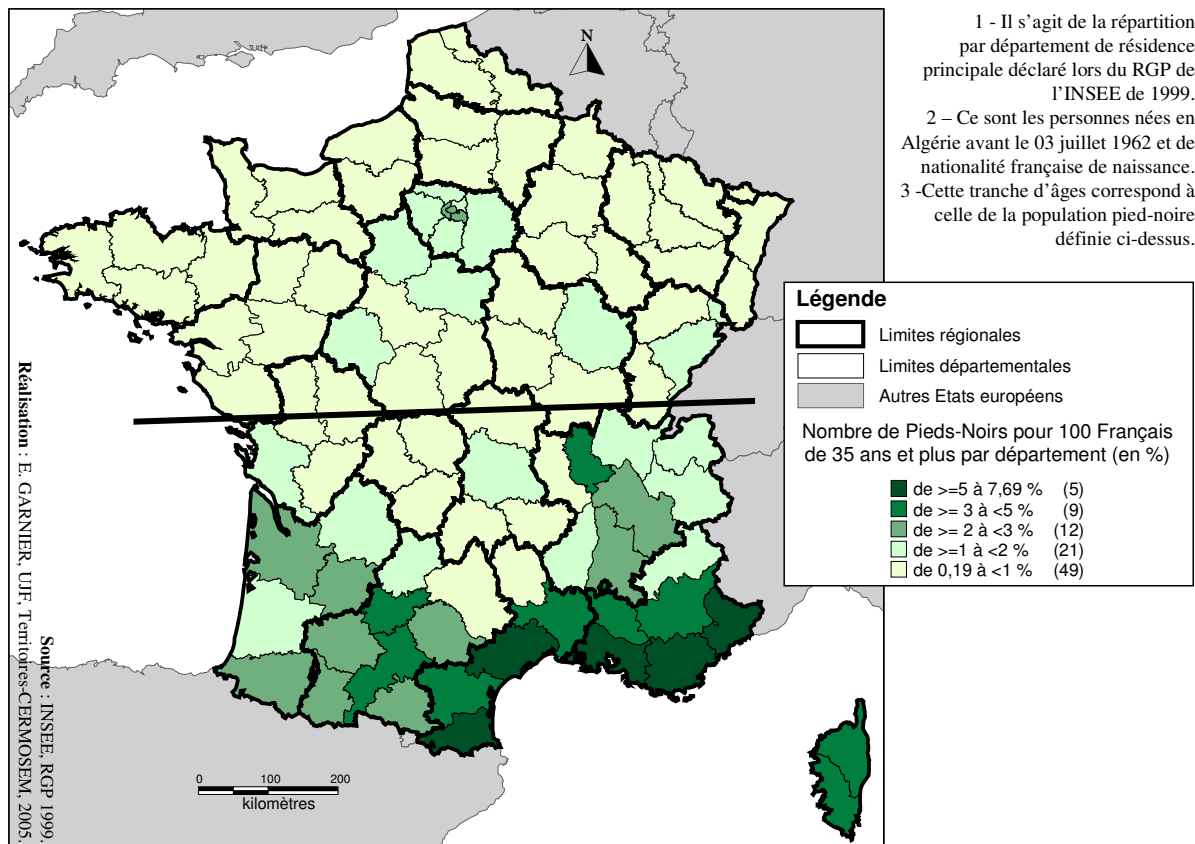 1 - Il s’agit de la répartition
par département de résidence
principale déclaré lors du RGP de
l’INSEE de 1999.
2 – Ce sont les personnes nées en
Algérie avant le 03 juillet 1962 et de
nationalité française de naissance.
3 -Cette tranche d’âges correspond à
celle de la population pied-noire
définie ci-dessus.
N
Légende
Limites régionales
Limites départementales
Autres Etats européens
Nombre de Pieds-Noirs pour 100 Français
de 35 ans et plus par département (en %)
de >=5 à 7,69 % (5)
de >= 3 à <5 % (9)
de >= 2 à <3 % (12)
de >=1 à <2 % (21)
de 0,19 à <1 % (49)
0 100 200
kilomètres
Source : INSEE, RGP 1999.
Réalisation : E. GARNIER, UJF, Territoires-CERMOSEM, 2005.